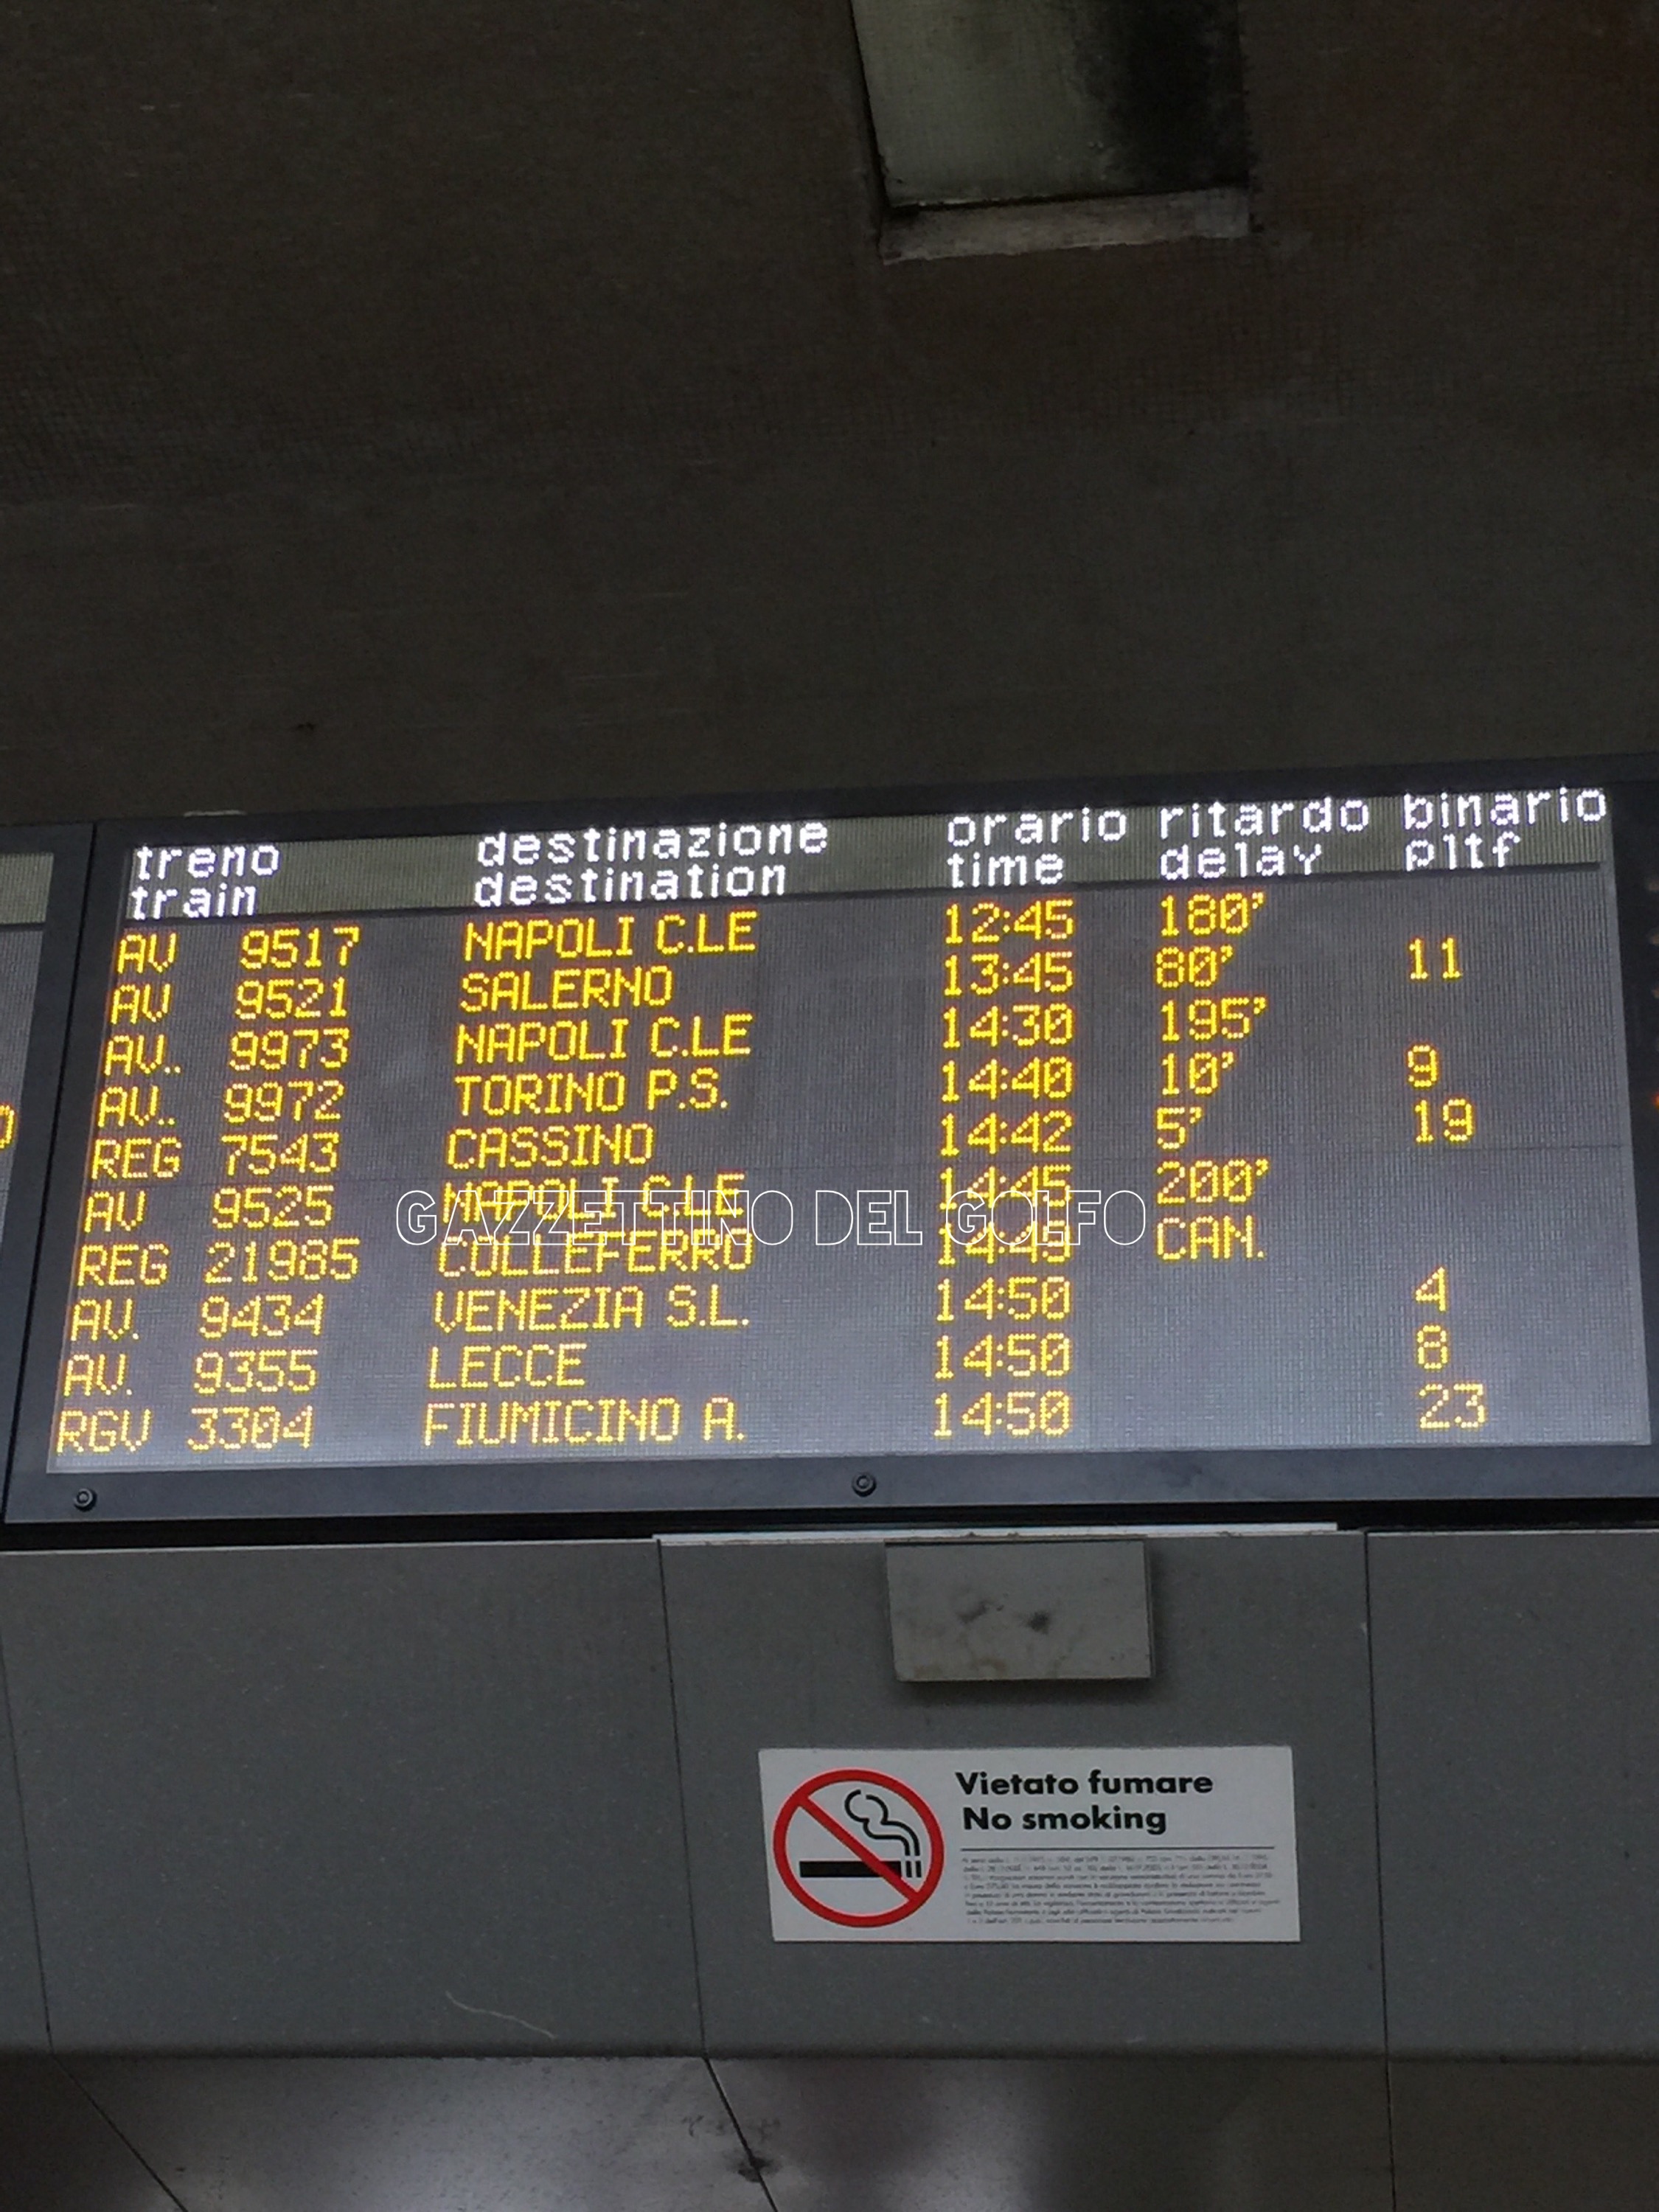 treno destinazione orario ritardo binario
train destination time delay pltf
AV 9517 NAPOLI C.LE 12:45 180'
AV 9521 SALERNO 13:45 80' 11
AV.. 9973 NAPOLI C.LE 14:30 195'
AV.. 9972 TORINO P.S. 14:40 10' 9
REG 7543 CASSINO 14:42 5' 19
AV 9525 NAPOLI C.LE 14:45 200'
GAZZETTINO DEL GOLFO
REG 21985 COLLEFERRO CAN.
AV. 9434 VENEZIA S.L. 14:50 4
AV. 9355 LECCE 14:50 8
RGV 3304 FIUMICINO A. 14:50 23
Vietato fumare
No smoking